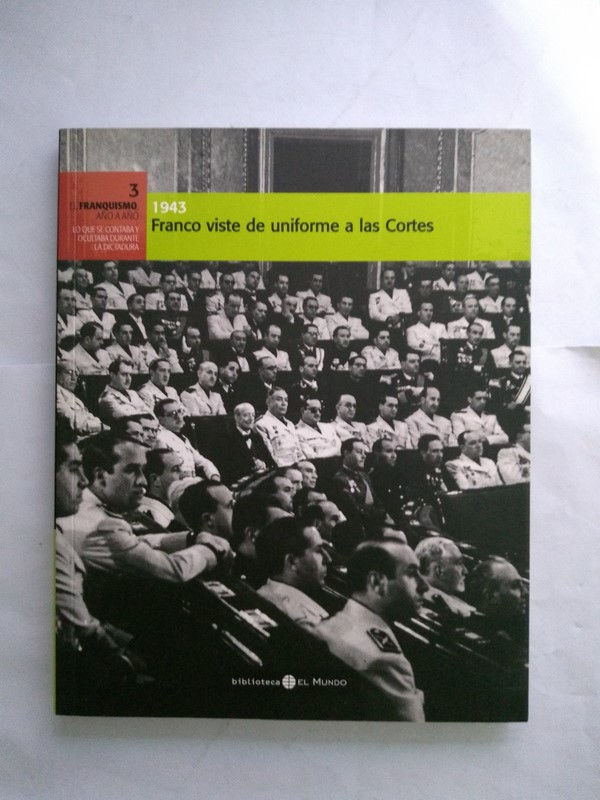 3
EL FRANQUISMO
AÑO A AÑO
LO QUE SE CONTABA Y
OCULTABA DURANTE
LA DICTADURA
1943
Franco viste de uniforme a las Cortes
biblioteca EL MUNDO